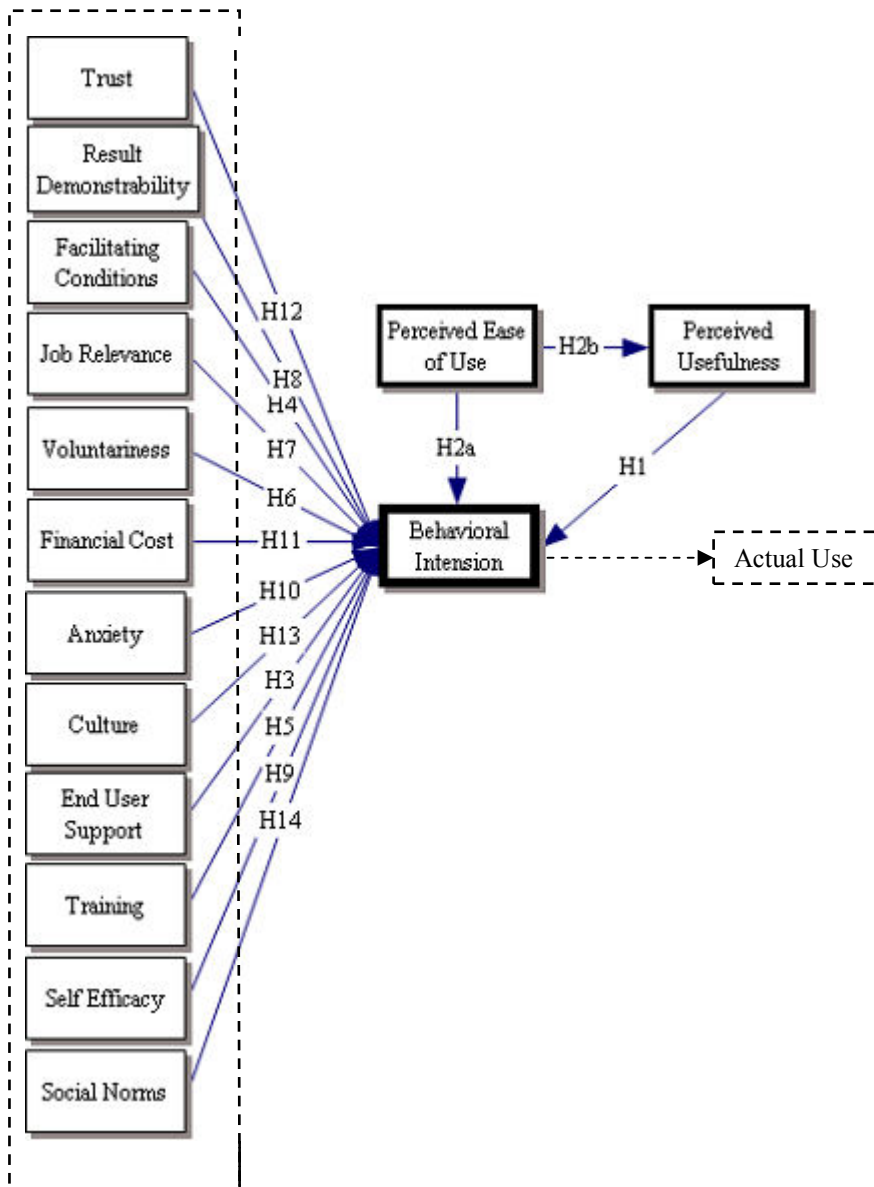 Trust
Result
Demonstrability
Facilitating
Conditions
Job Relevance
Voluntariness
Financial Cost
Anxiety
Culture
End User
Support
Training
Self Efficacy
Social Norms
H12
H8
H4
H7
H6
H11
H10
H13
H3
H5
H9
H14
Perceived Ease
of Use
H2b
Perceived
Usefulness
H2a
H1
Behavioral
Intension
Actual Use